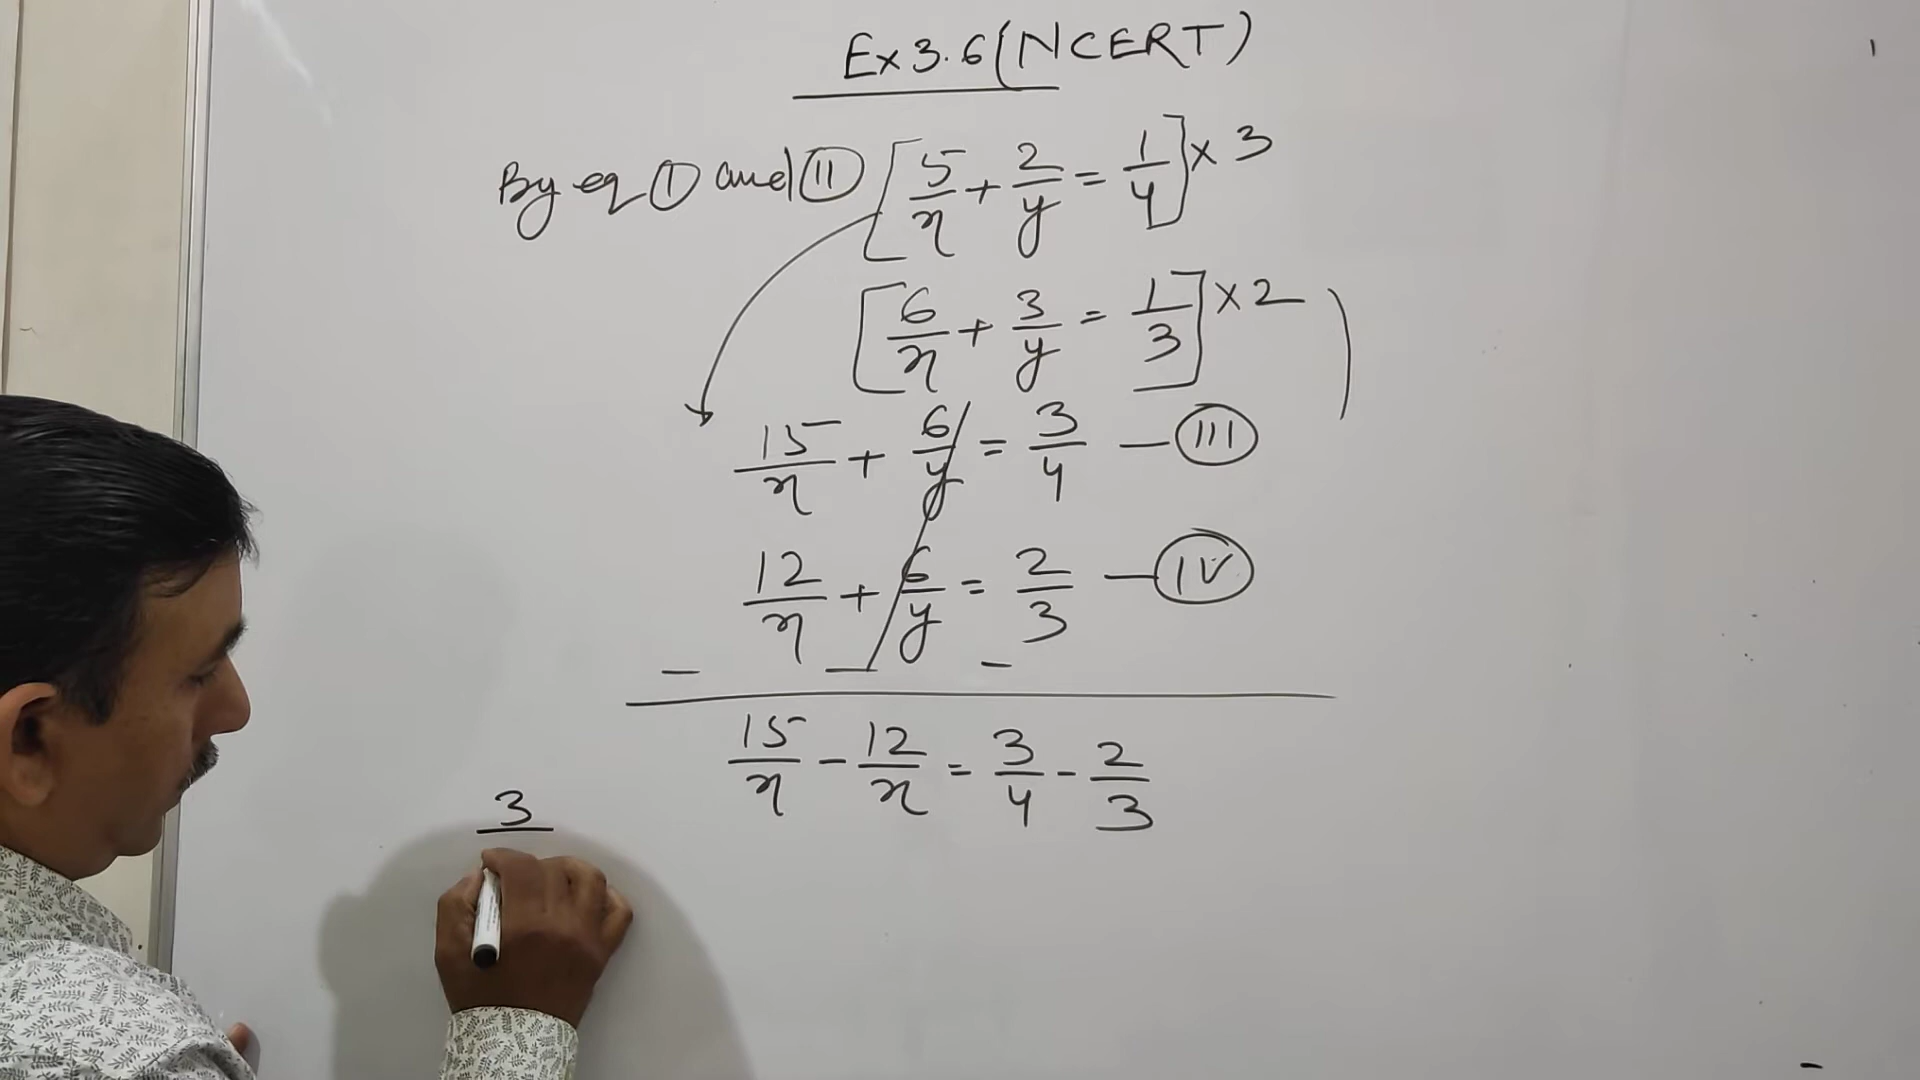 Ex 3.6 (NCERT)
By eq (I) and (II) [5/x + 2/y = 1/4] × 3
[6/x + 3/y = 1/3] × 2
15/x + 6/y = 3/4 — (III)
12/x + 6/y = 2/3 — (IV)
− − −
15/x − 12/x = 3/4 − 2/3
3